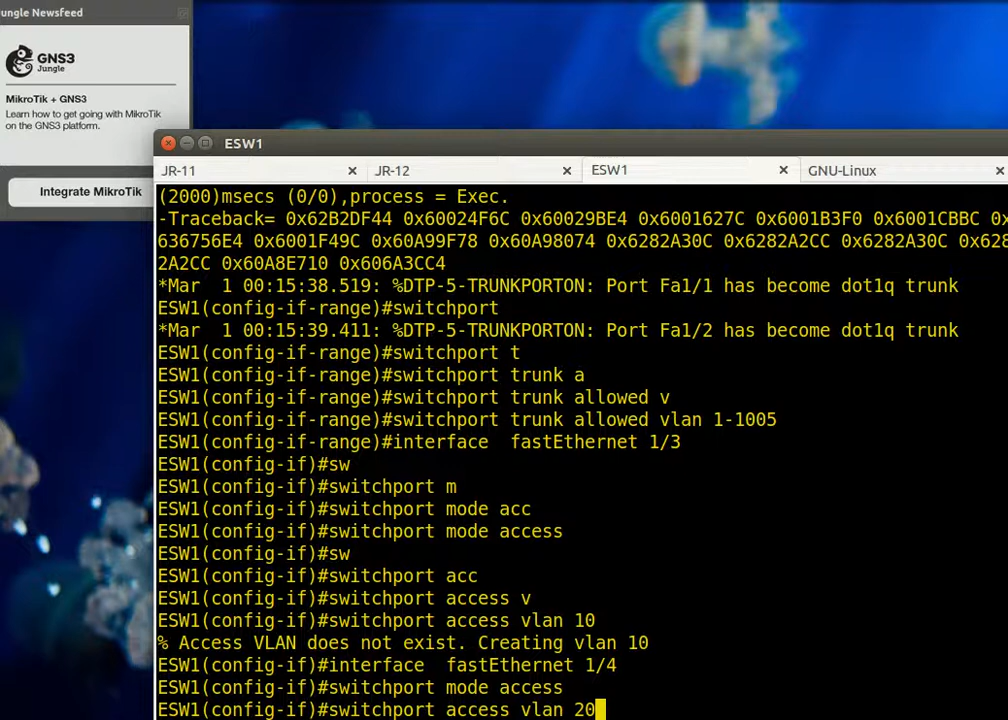 ungle Newsfeed
GNS3
Jungle
MikroTik + GNS3
Learn how to get going with MikroTik
on the GNS3 platform.
Integrate MikroTik
ESW1
JR-11
JR-12
ESW1
GNU-Linux
(2000)msecs (0/0),process = Exec.
-Traceback= 0x62B2DF44 0x60024F6C 0x60029BE4 0x6001627C 0x6001B3F0 0x6001CBBC 0x
636756E4 0x6001F49C 0x60A99F78 0x60A98074 0x6282A30C 0x6282A2CC 0x6282A30C 0x628
2A2CC 0x60A8E710 0x606A3CC4
*Mar  1 00:15:38.519: %DTP-5-TRUNKPORTON: Port Fa1/1 has become dot1q trunk
ESW1(config-if-range)#switchport
*Mar  1 00:15:39.411: %DTP-5-TRUNKPORTON: Port Fa1/2 has become dot1q trunk
ESW1(config-if-range)#switchport t
ESW1(config-if-range)#switchport trunk a
ESW1(config-if-range)#switchport trunk allowed v
ESW1(config-if-range)#switchport trunk allowed vlan 1-1005
ESW1(config-if-range)#interface  fastEthernet 1/3
ESW1(config-if)#sw
ESW1(config-if)#switchport m
ESW1(config-if)#switchport mode acc
ESW1(config-if)#switchport mode access
ESW1(config-if)#sw
ESW1(config-if)#switchport acc
ESW1(config-if)#switchport access v
ESW1(config-if)#switchport access vlan 10
% Access VLAN does not exist. Creating vlan 10
ESW1(config-if)#interface  fastEthernet 1/4
ESW1(config-if)#switchport mode access
ESW1(config-if)#switchport access vlan 20